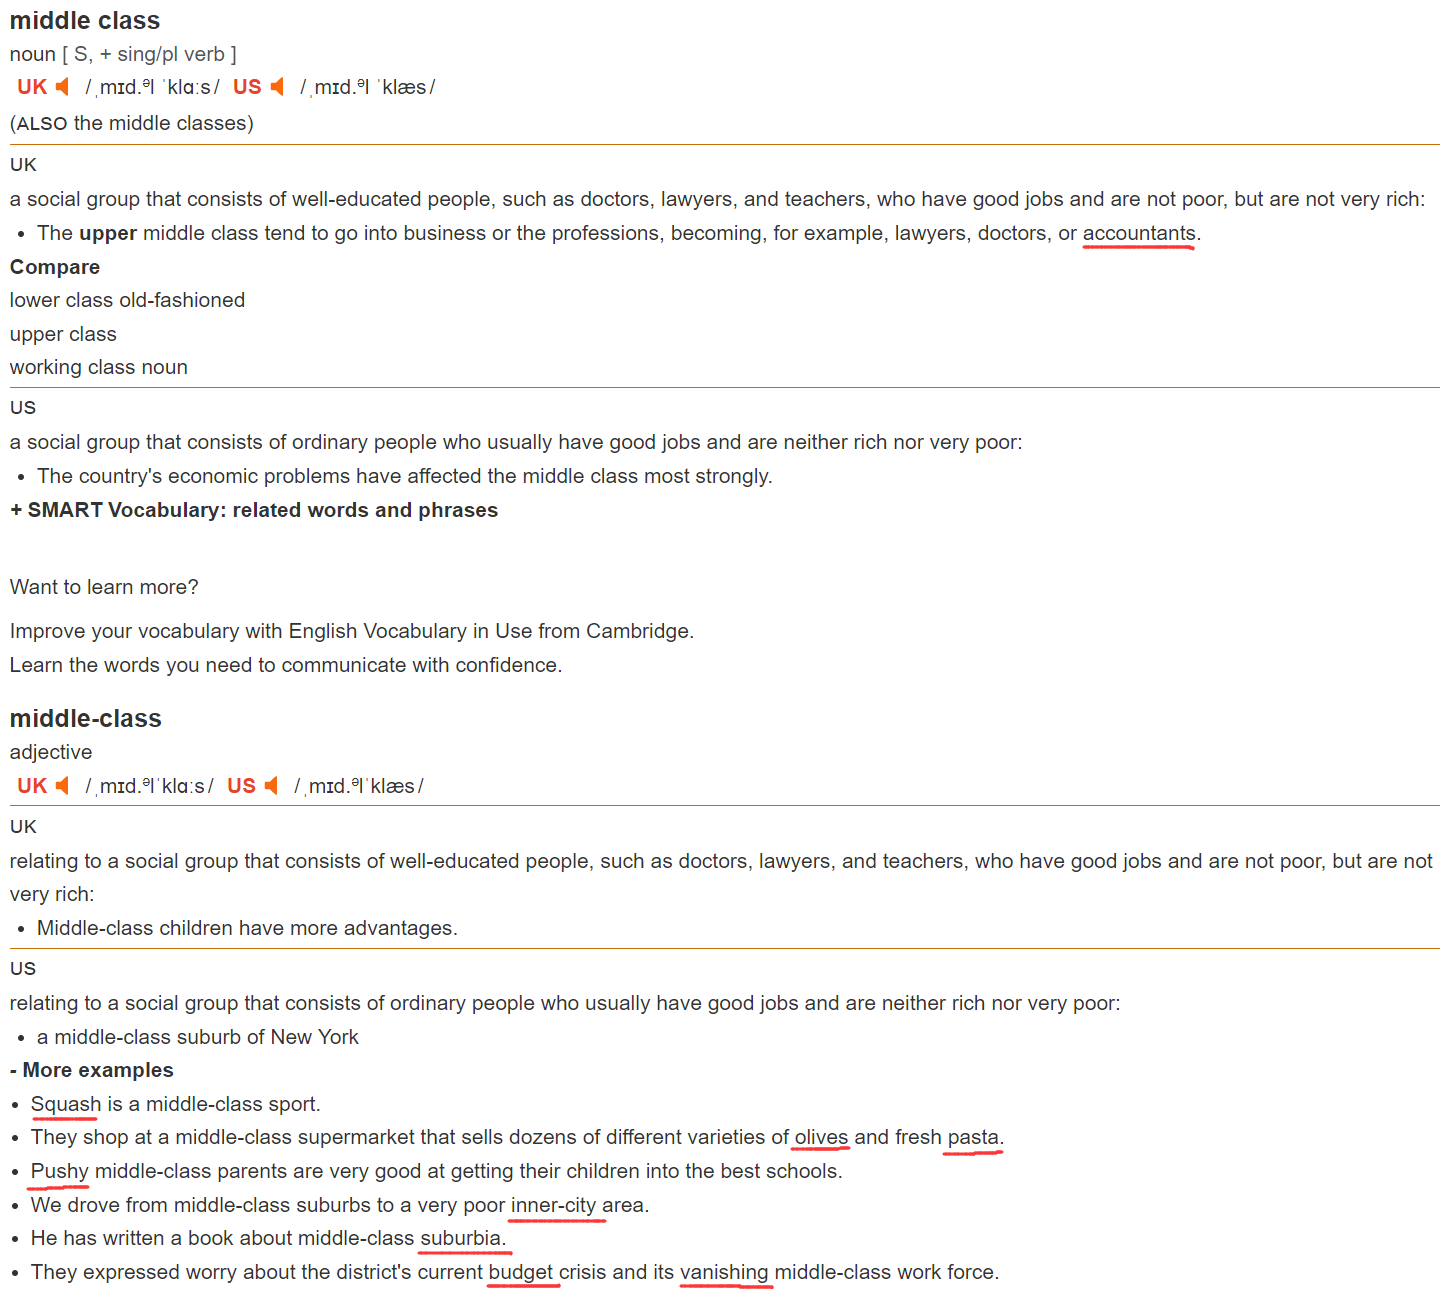 middle class
noun [ S, + sing/pl verb ]
UK /ˌmɪd.ᵊl ˈklɑːs/ US /ˌmɪd.ᵊl ˈklæs/
(ALSO the middle classes)
UK
a social group that consists of well-educated people, such as doctors, lawyers, and teachers, who have good jobs and are not poor, but are not very rich:
• The upper middle class tend to go into business or the professions, becoming, for example, lawyers, doctors, or accountants.
Compare
lower class old-fashioned
upper class
working class noun
US
a social group that consists of ordinary people who usually have good jobs and are neither rich nor very poor:
• The country's economic problems have affected the middle class most strongly.
+ SMART Vocabulary: related words and phrases
Want to learn more?
Improve your vocabulary with English Vocabulary in Use from Cambridge.
Learn the words you need to communicate with confidence.
middle-class
adjective
UK /ˌmɪd.ᵊlˈklɑːs/ US /ˌmɪd.ᵊlˈklæs/
UK
relating to a social group that consists of well-educated people, such as doctors, lawyers, and teachers, who have good jobs and are not poor, but are not
very rich:
• Middle-class children have more advantages.
US
relating to a social group that consists of ordinary people who usually have good jobs and are neither rich nor very poor:
• a middle-class suburb of New York
- More examples
• Squash is a middle-class sport.
• They shop at a middle-class supermarket that sells dozens of different varieties of olives and fresh pasta.
• Pushy middle-class parents are very good at getting their children into the best schools.
• We drove from middle-class suburbs to a very poor inner-city area.
• He has written a book about middle-class suburbia.
• They expressed worry about the district's current budget crisis and its vanishing middle-class work force.